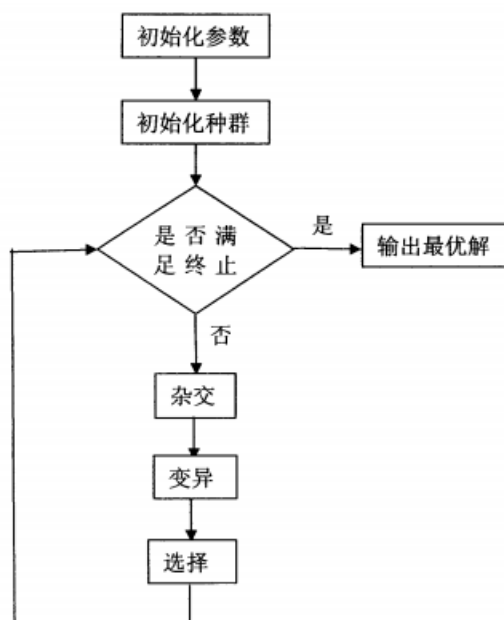 初始化参数
初始化种群
是否满
足终止
是
输出最优解
否
杂交
变异
选择